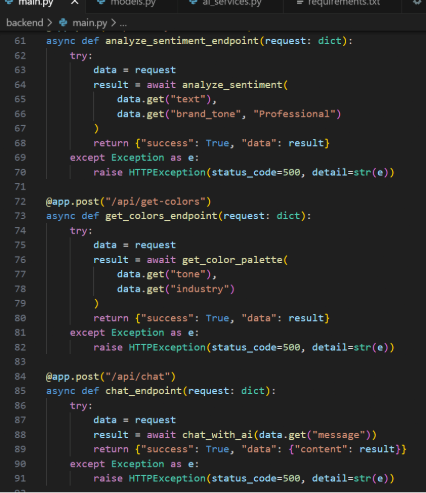 main.py × models.py ai_services.py requirements.txt
backend > main.py > ...
61 async def analyze_sentiment_endpoint(request: dict):
62     try:
63         data = request
64         result = await analyze_sentiment(
65             data.get("text"),
66             data.get("brand_tone", "Professional")
67         )
68         return {"success": True, "data": result}
69     except Exception as e:
70         raise HTTPException(status_code=500, detail=str(e))
71
72 @app.post("/api/get-colors")
73 async def get_colors_endpoint(request: dict):
74     try:
75         data = request
76         result = await get_color_palette(
77             data.get("tone"),
78             data.get("industry")
79         )
80         return {"success": True, "data": result}
81     except Exception as e:
82         raise HTTPException(status_code=500, detail=str(e))
83
84 @app.post("/api/chat")
85 async def chat_endpoint(request: dict):
86     try:
87         data = request
88         result = await chat_with_ai(data.get("message"))
89         return {"success": True, "data": {"content": result}}
90     except Exception as e:
91         raise HTTPException(status_code=500, detail=str(e))